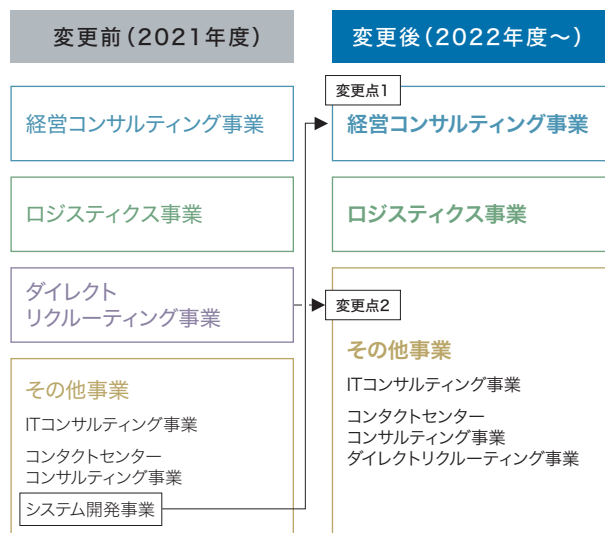 変更前(2021年度)
経営コンサルティング事業
ロジスティクス事業
ダイレクト
リクルーティング事業
その他事業
ITコンサルティング事業
コンタクトセンター
コンサルティング事業
システム開発事業
変更後(2022年度〜)
変更点1
経営コンサルティング事業
ロジスティクス事業
変更点2
その他事業
ITコンサルティング事業
コンタクトセンター
コンサルティング事業
ダイレクトリクルーティング事業